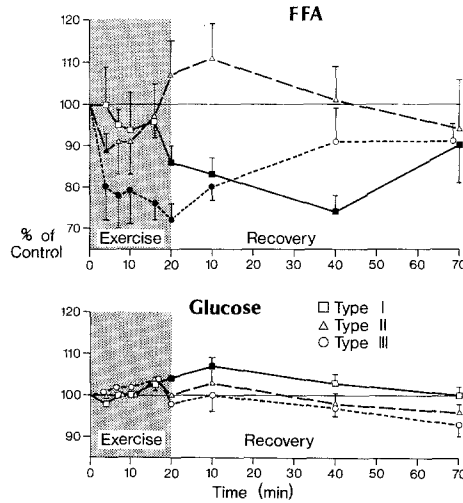 FFA
120
110
100
90
80
70
% of
Control
Exercise
Recovery
0
10
20
10
20
30
40
50
60
70
Glucose
Type I
Type II
Type III
120
110
100
90
Exercise
Recovery
0
10
20
10
20
30
40
50
60
70
Time (min)